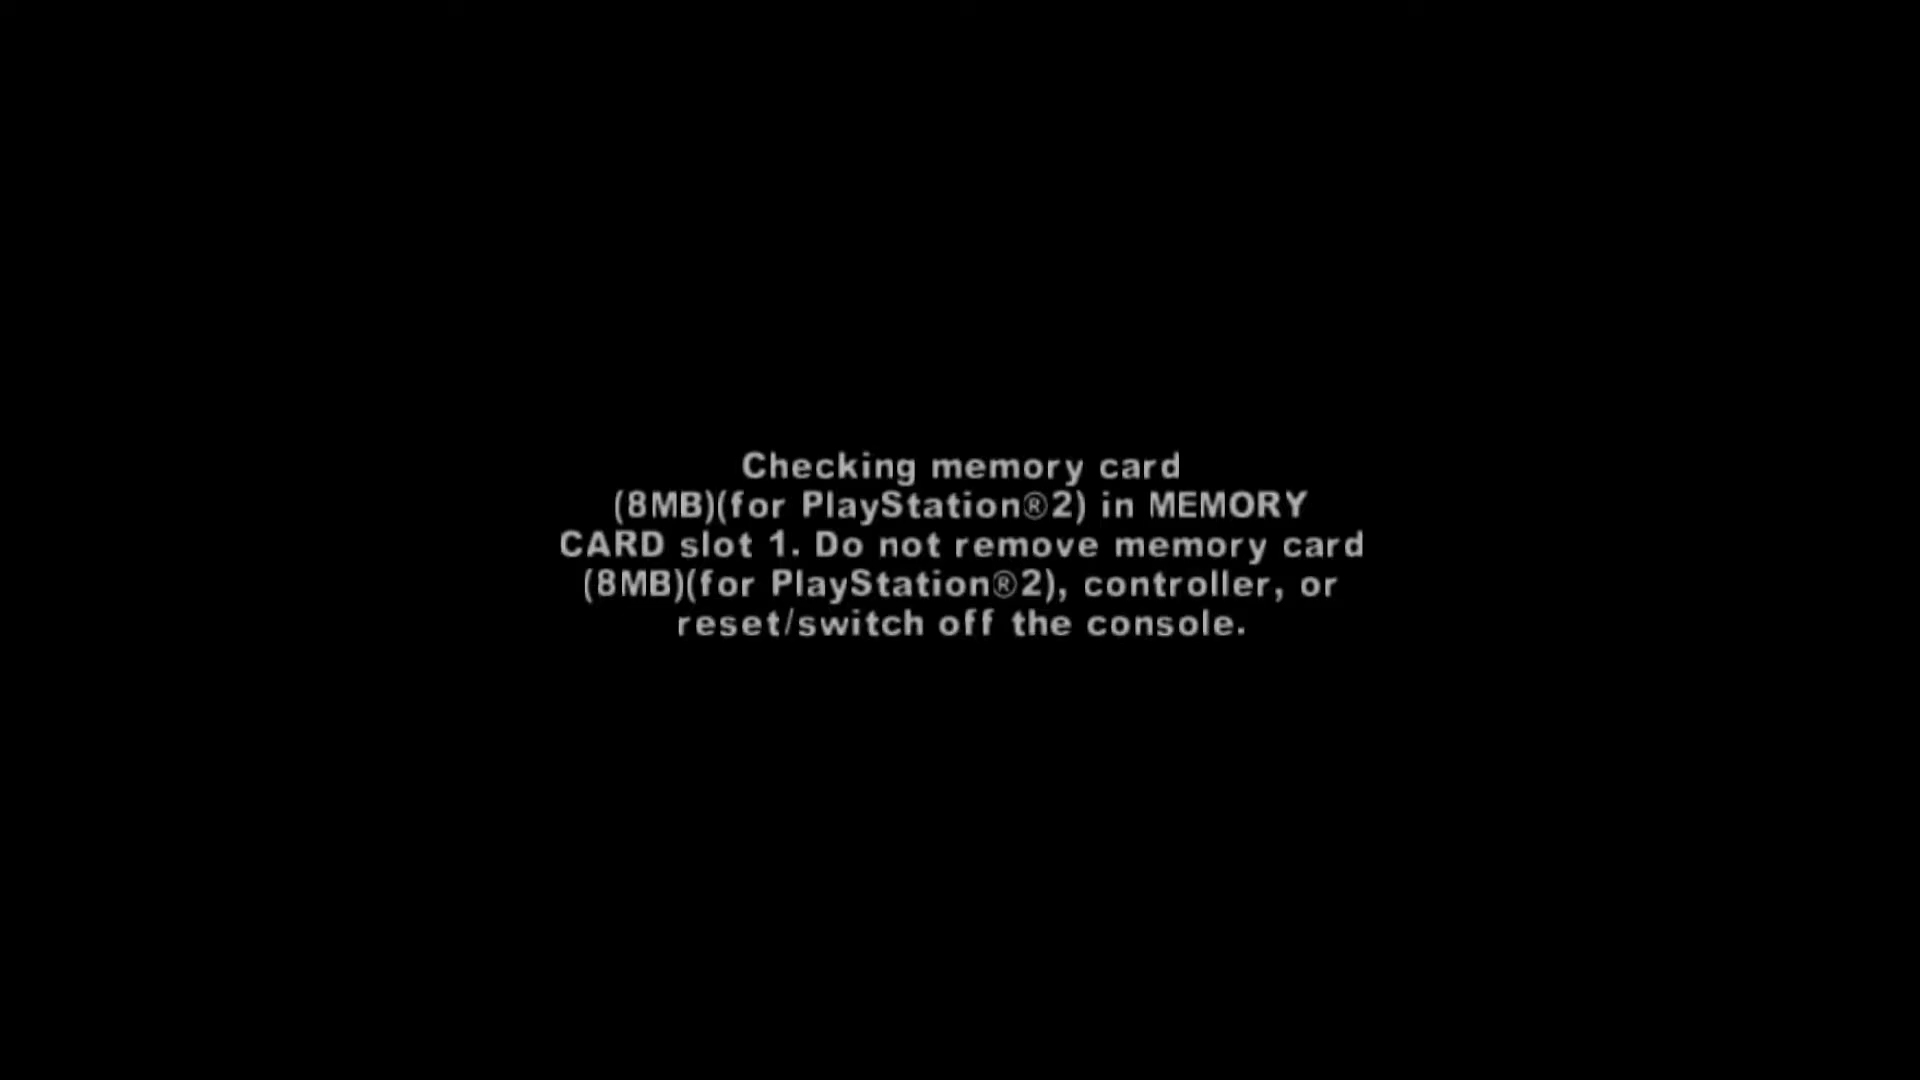 Checking memory card
(8MB)(for PlayStation®2) in MEMORY
CARD slot 1. Do not remove memory card
(8MB)(for PlayStation®2), controller, or
reset/switch off the console.